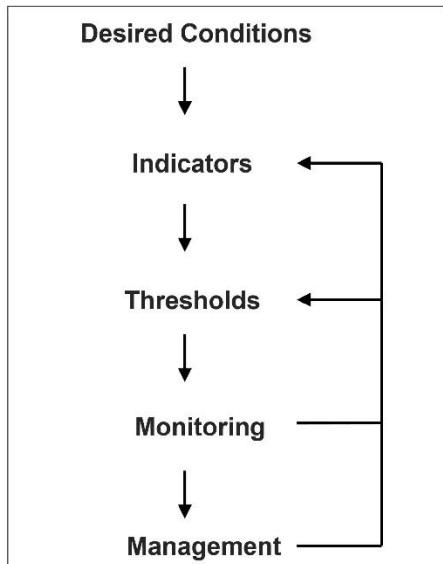 Desired Conditions
Indicators
Thresholds
Monitoring
Management